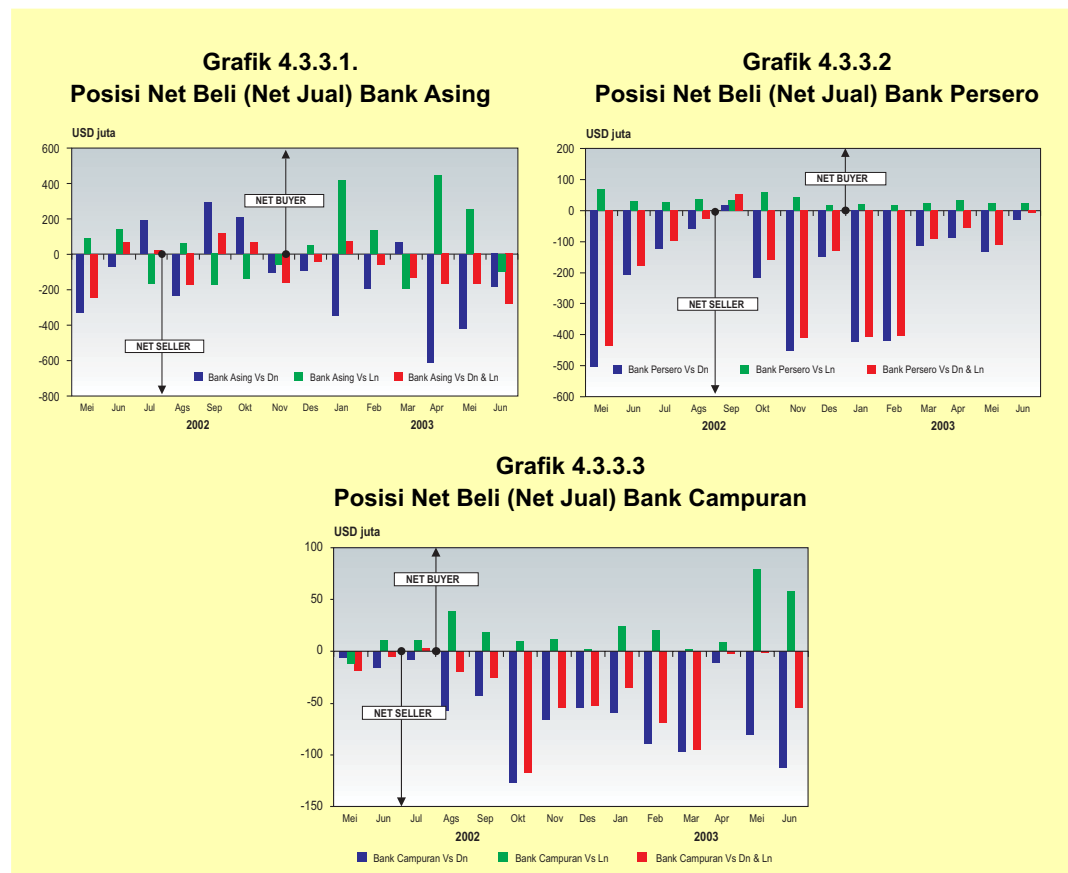 Grafik 4.3.3.1.
Posisi Net Beli (Net Jual) Bank Asing
USD juta
600
400
200
0
-200
-400
-600
-800
NET BUYER
NET SELLER
Bank Asing Vs Dn Bank Asing Vs Ln Bank Asing Vs Dn & Ln
Mei Jun Jul Ags Sep Okt Nov Des Jan Feb Mar Apr Mei Jun
2002 2003
Grafik 4.3.3.2
Posisi Net Beli (Net Jual) Bank Persero
USD juta
200
100
0
-100
-200
-300
-400
-500
-600
NET BUYER
NET SELLER
Bank Persero Vs Dn Bank Persero Vs Ln Bank Persero Vs Dn & Ln
Mei Jun Jul Ags Sep Okt Nov Des Jan Feb Mar Apr Mei Jun
2002 2003
Grafik 4.3.3.3
Posisi Net Beli (Net Jual) Bank Campuran
USD juta
100
50
0
-50
-100
-150
NET BUYER
NET SELLER
Mei Jun Jul Ags Sep Okt Nov Des Jan Feb Mar Apr Mei Jun
2002 2003
Bank Campuran Vs Dn Bank Campuran Vs Ln Bank Campuran Vs Dn & Ln